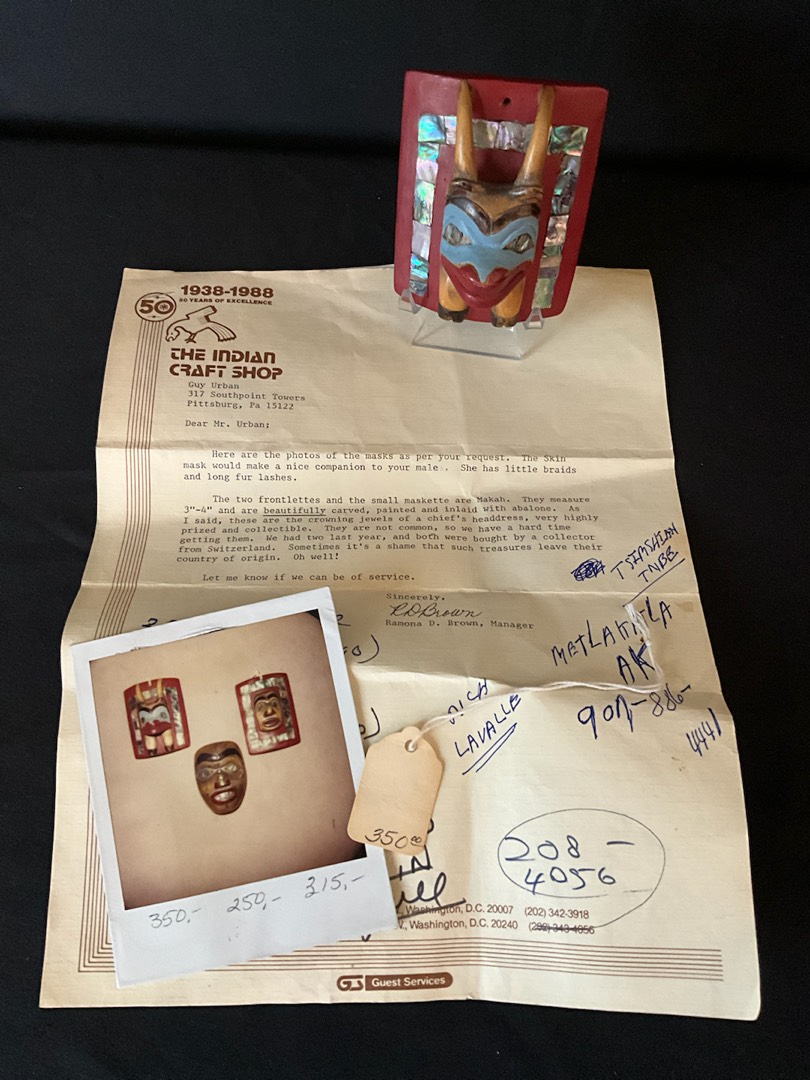 50
1938-1988
50 YEARS OF EXCELLENCE
THE INDIAN
CRAFT SHOP
Guy Urban
317 Southpoint Towers
Pittsburg, Pa 15122
Dear Mr. Urban;
Here are the photos of the masks as per your request. The Skin
mask would make a nice companion to your male. She has little braids
and long fur lashes.
The two frontlettes and the small maskette are Makah. They measure
3"-4" and are beautifully carved, painted and inlaid with abalone. As
I said, these are the crowning jewels of a chief's headdress, very highly
prized and collectible. They are not common, so we have a hard time
getting them. We had two last year, and both were bought by a collector
from Switzerland. Sometimes it's a shame that such treasures leave their
country of origin. Oh well!
Let me know if we can be of service.
Sincerely,
RDBrown
Ramona D. Brown, Manager
TSIMSHIAN
TRIBE
METLAKATLA
AK
907-886-
4441
RICH
LAVALLE
350.00
208-
4056
350,- 250,- 215,-
Washington, D.C. 20007 (202) 342-3918
Washington, D.C. 20240 (202) 343-4056
GS Guest Services